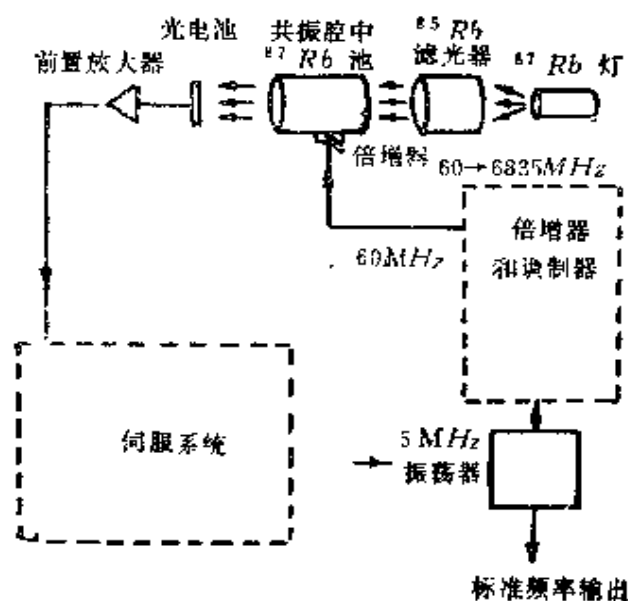 光电池
共振腔中
⁸⁷Rb 池
⁸⁵Rb
滤光器
⁸⁷Rb 灯
前置放大器
倍增器
60→6835MHz
60MHz
倍增器
和调制器
伺服系统
5MHz
振荡器
标准频率输出